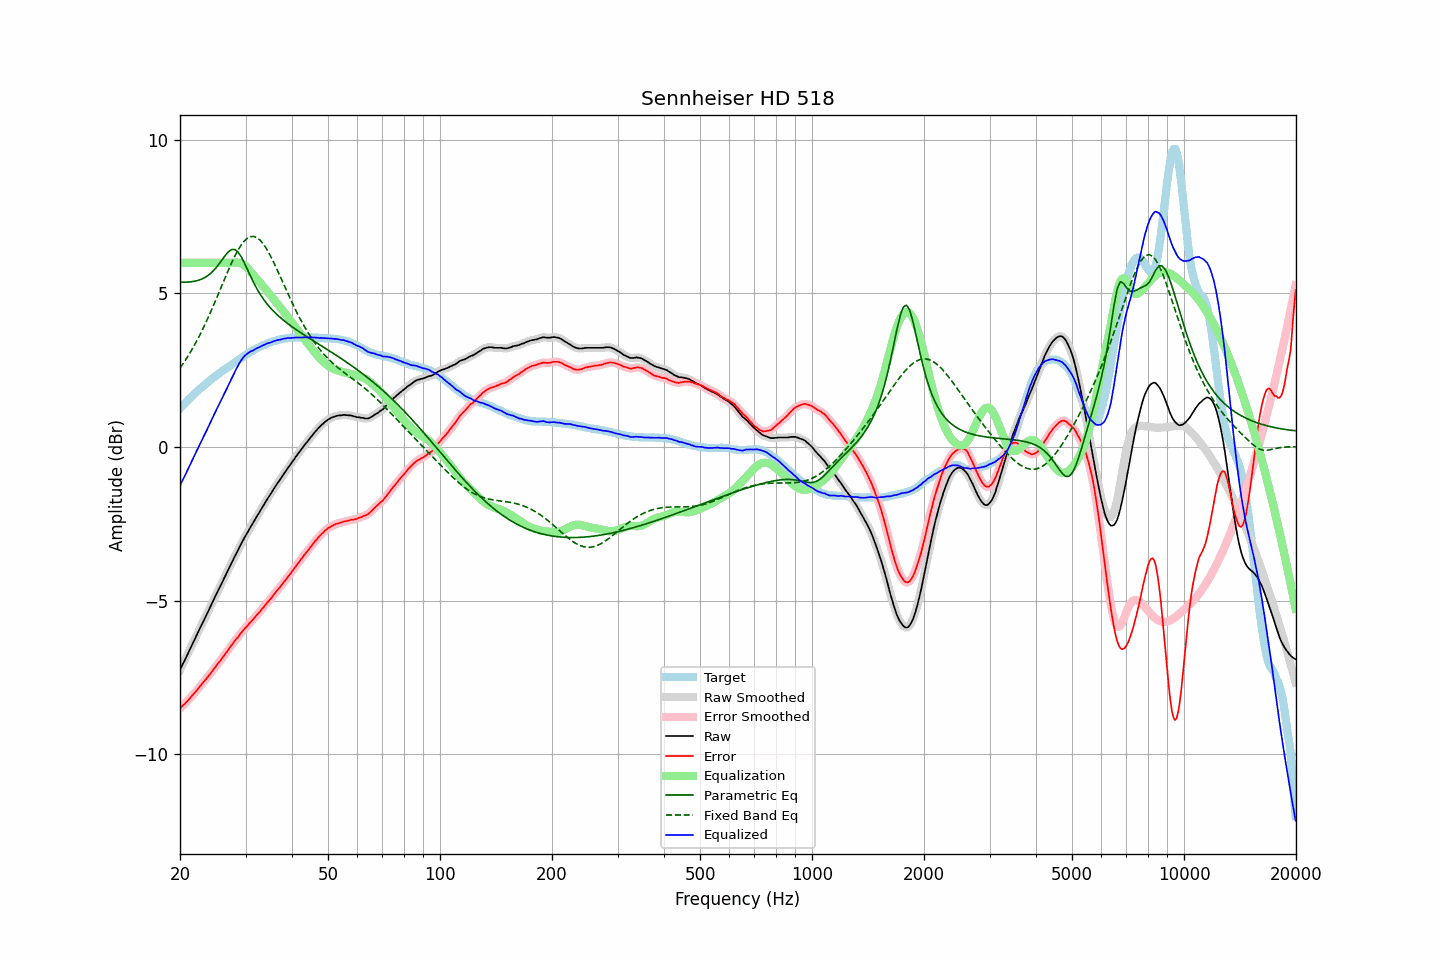 Sennheiser HD 518
Amplitude (dBr)
10
5
0
−5
−10
Target
Raw Smoothed
Error Smoothed
Raw
Error
Equalization
Parametric Eq
Fixed Band Eq
Equalized
20 50 100 200 500 1000 2000 5000 10000 20000
Frequency (Hz)